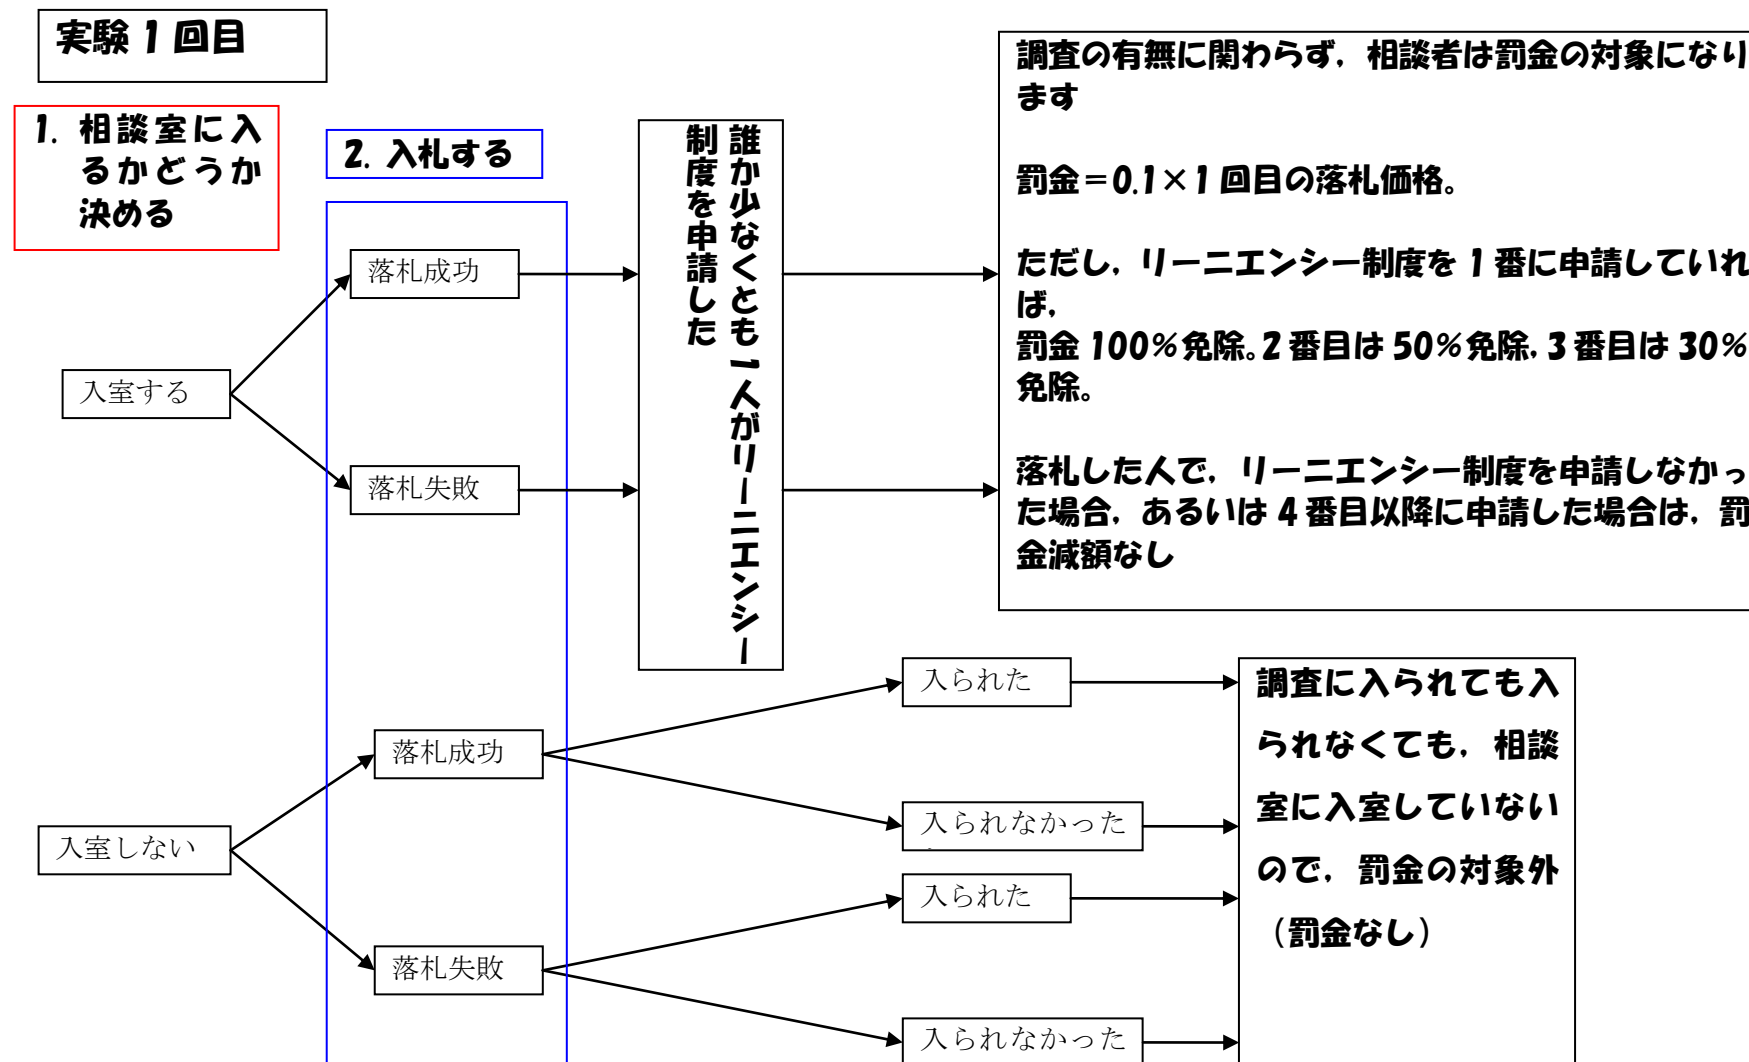 実験1回目
1. 相談室に入
るかどうか
決める
2. 入札する
誰か少なくとも一人がリーニエンシー
制度を申請した
調査の有無に関わらず，相談者は罰金の対象になり
ます
罰金＝0.1×1回目の落札価格。
ただし，リーニエンシー制度を1番に申請していれ
ば，
罰金100％免除。2番目は50％免除，3番目は30％
免除。
落札した人で，リーニエンシー制度を申請しなかっ
た場合，あるいは4番目以降に申請した場合は，罰
金減額なし
落札成功
入室する
落札失敗
入られた
落札成功
入られなかった
入室しない
入られた
落札失敗
入られなかった
調査に入られても入
られなくても，相談
室に入室していない
ので，罰金の対象外
（罰金なし）